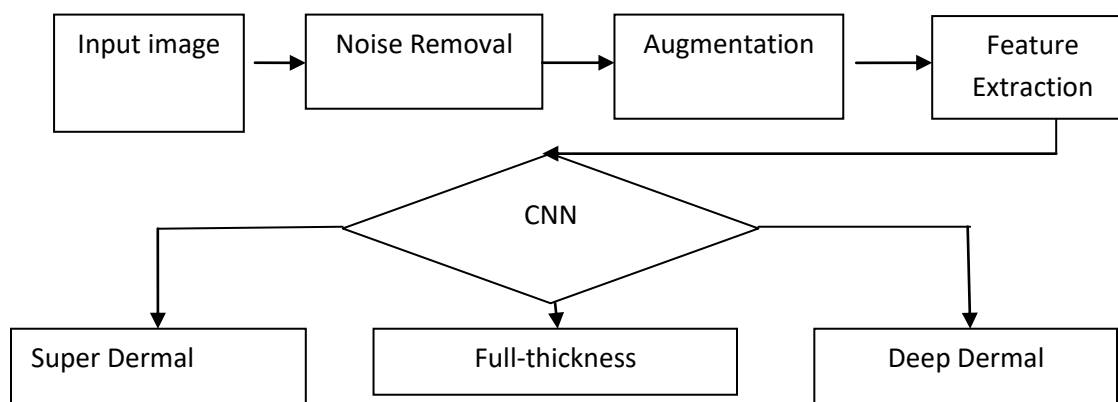 Input image
Noise Removal
Augmentation
Feature
Extraction
CNN
Super Dermal
Full-thickness
Deep Dermal